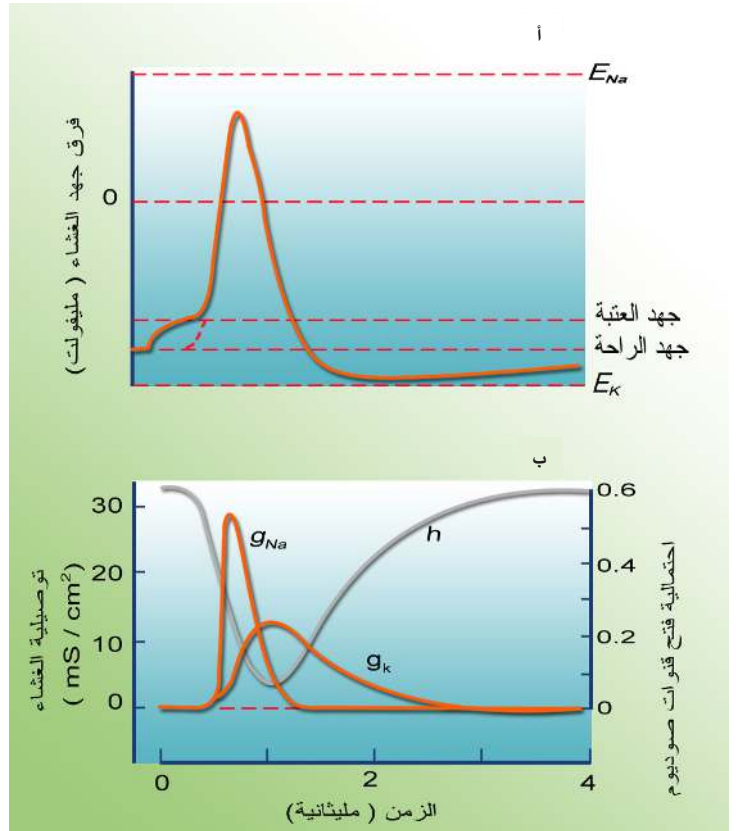 أ
E_Na
فرق جهد الغشاء ( مليفولت)
0
جهد العتبة
جهد الراحة
E_K
ب
توصيلية الغشاء
( mS / cm²)
30
20
10
0
g_Na
h
g_k
0.6
0.4
0.2
0
احتمالية فتح قنوات صوديوم
0
2
4
الزمن ( مليثانية)